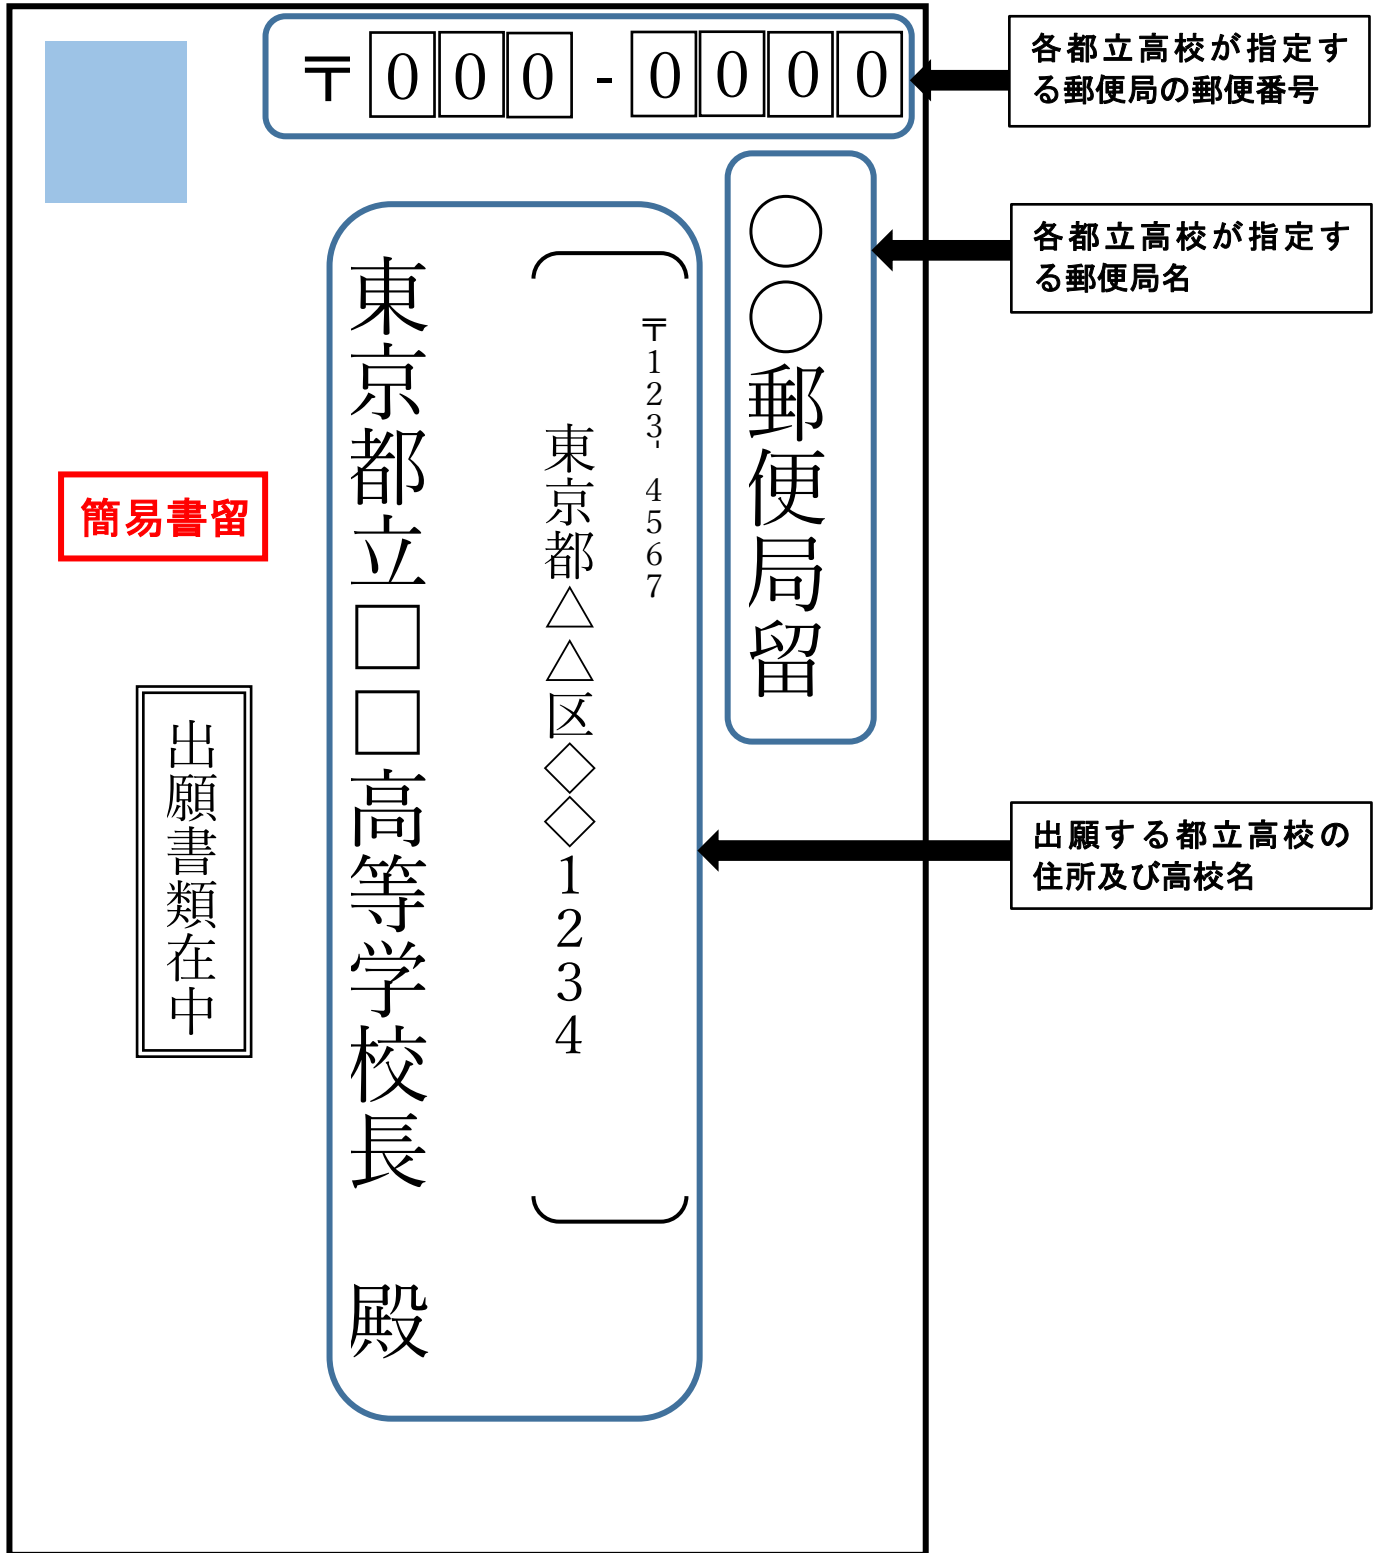 〒000-0000
各都立高校が指定す
る郵便局の郵便番号
○○郵便局留
各都立高校が指定す
る郵便局名
〒123-4567
東京都△△区◇◇1234
東京都立□□高等学校長　殿
出願する都立高校の
住所及び高校名
簡易書留
出願書類在中